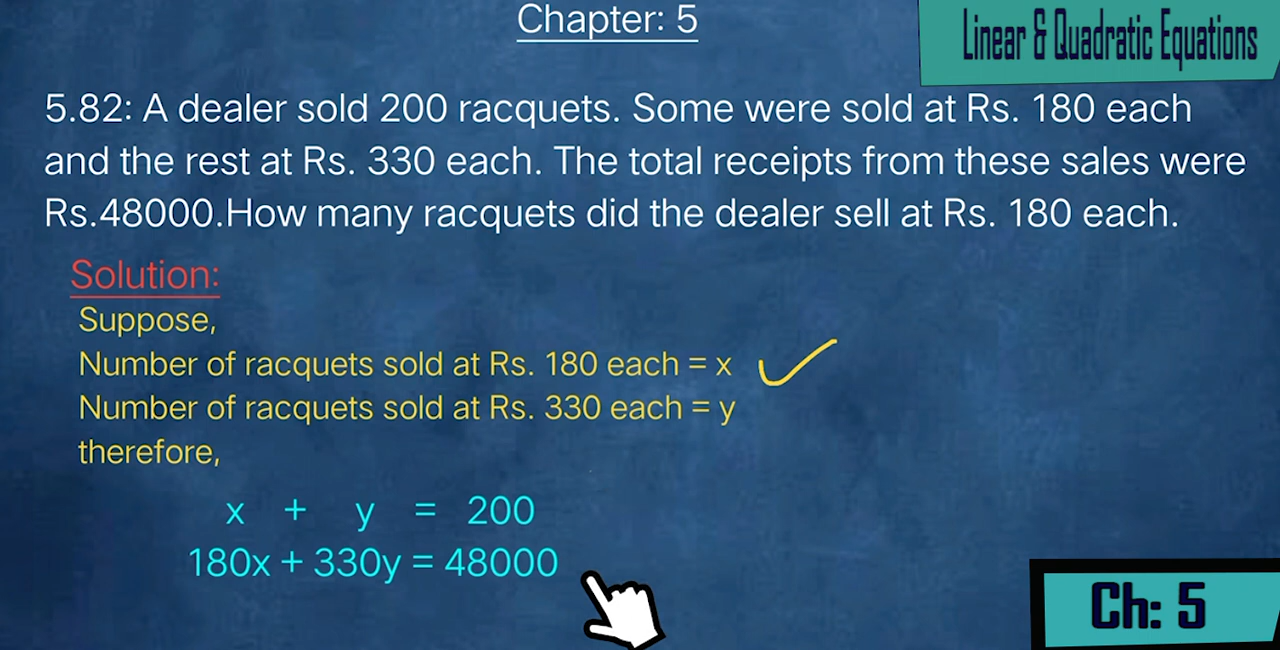 Chapter: 5
Linear & Quadratic Equations
5.82: A dealer sold 200 racquets. Some were sold at Rs. 180 each
and the rest at Rs. 330 each. The total receipts from these sales were
Rs.48000.How many racquets did the dealer sell at Rs. 180 each.
Solution:
Suppose,
Number of racquets sold at Rs. 180 each = x
Number of racquets sold at Rs. 330 each = y
therefore,
x + y = 200
180x + 330y = 48000
Ch: 5